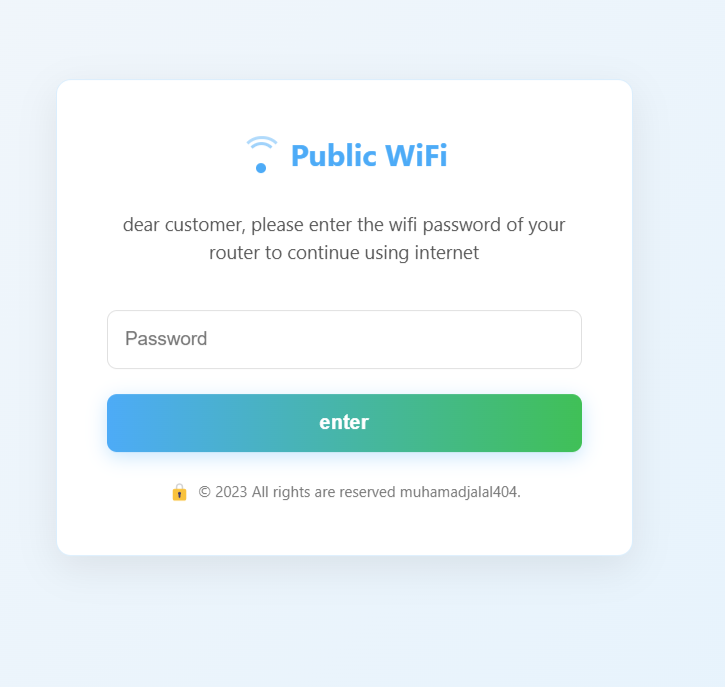 Public WiFi
dear customer, please enter the wifi password of your
router to continue using internet
Password
enter
© 2023 All rights are reserved muhamadjalal404.